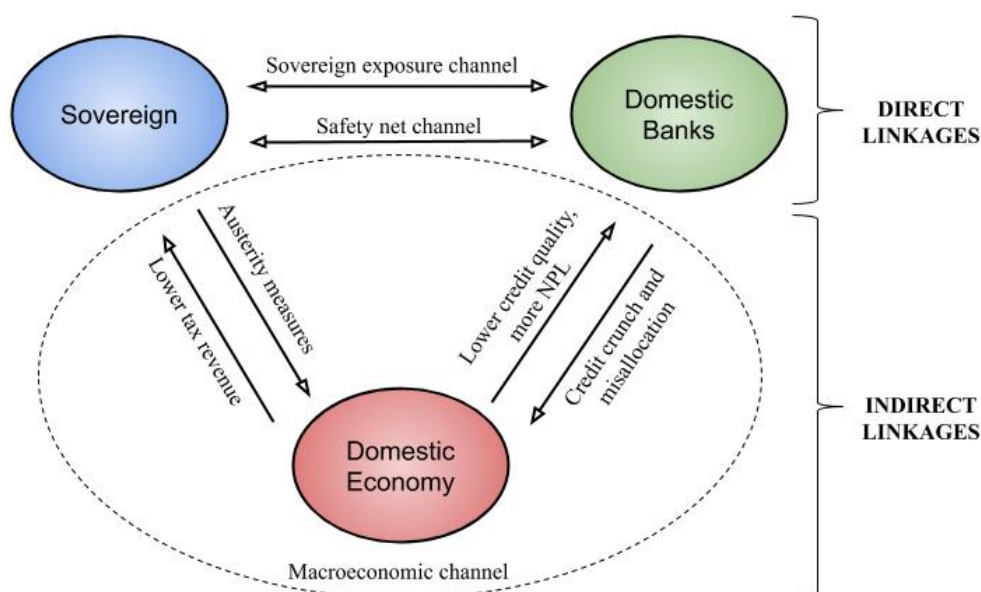 Sovereign exposure channel
Sovereign
Domestic
Banks
Safety net channel
DIRECT
LINKAGES
Austerity measures
Lower tax revenue
Lower credit quality,
more NPL
Credit crunch and
misallocation
INDIRECT
LINKAGES
Domestic
Economy
Macroeconomic channel